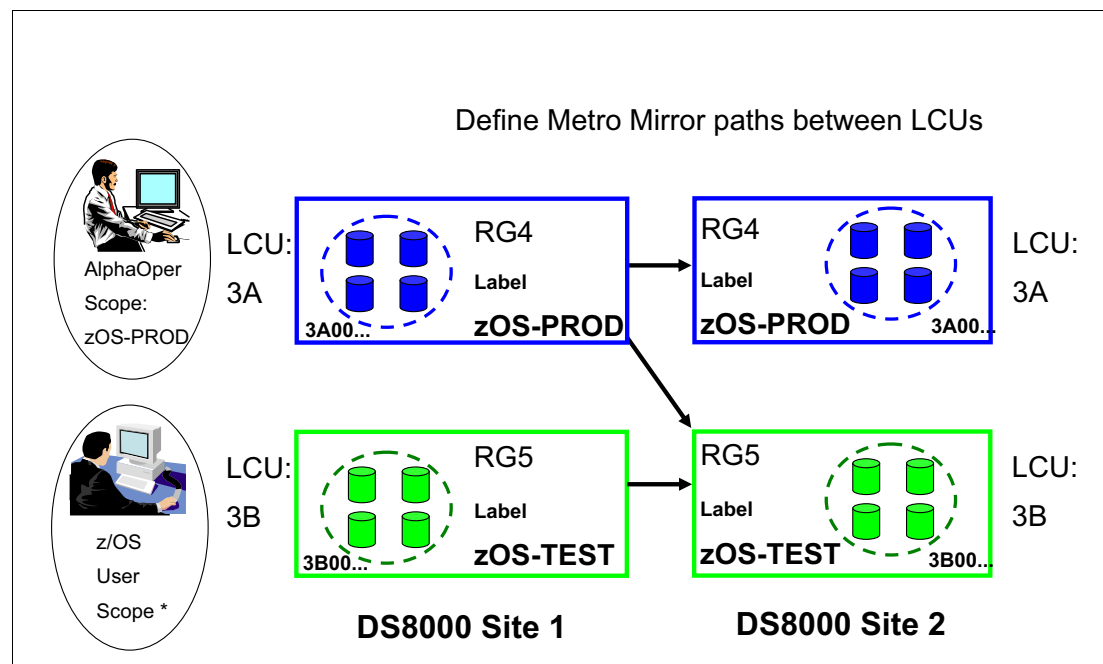 Define Metro Mirror paths between LCUs
AlphaOper
Scope:
zOS-PROD
LCU:
3A
RG4
Label
zOS-PROD
3A00...
RG4
Label
zOS-PROD
3A00...
LCU:
3A
z/OS
User
Scope *
LCU:
3B
RG5
Label
zOS-TEST
3B00...
RG5
Label
zOS-TEST
3B00...
LCU:
3B
DS8000 Site 1
DS8000 Site 2